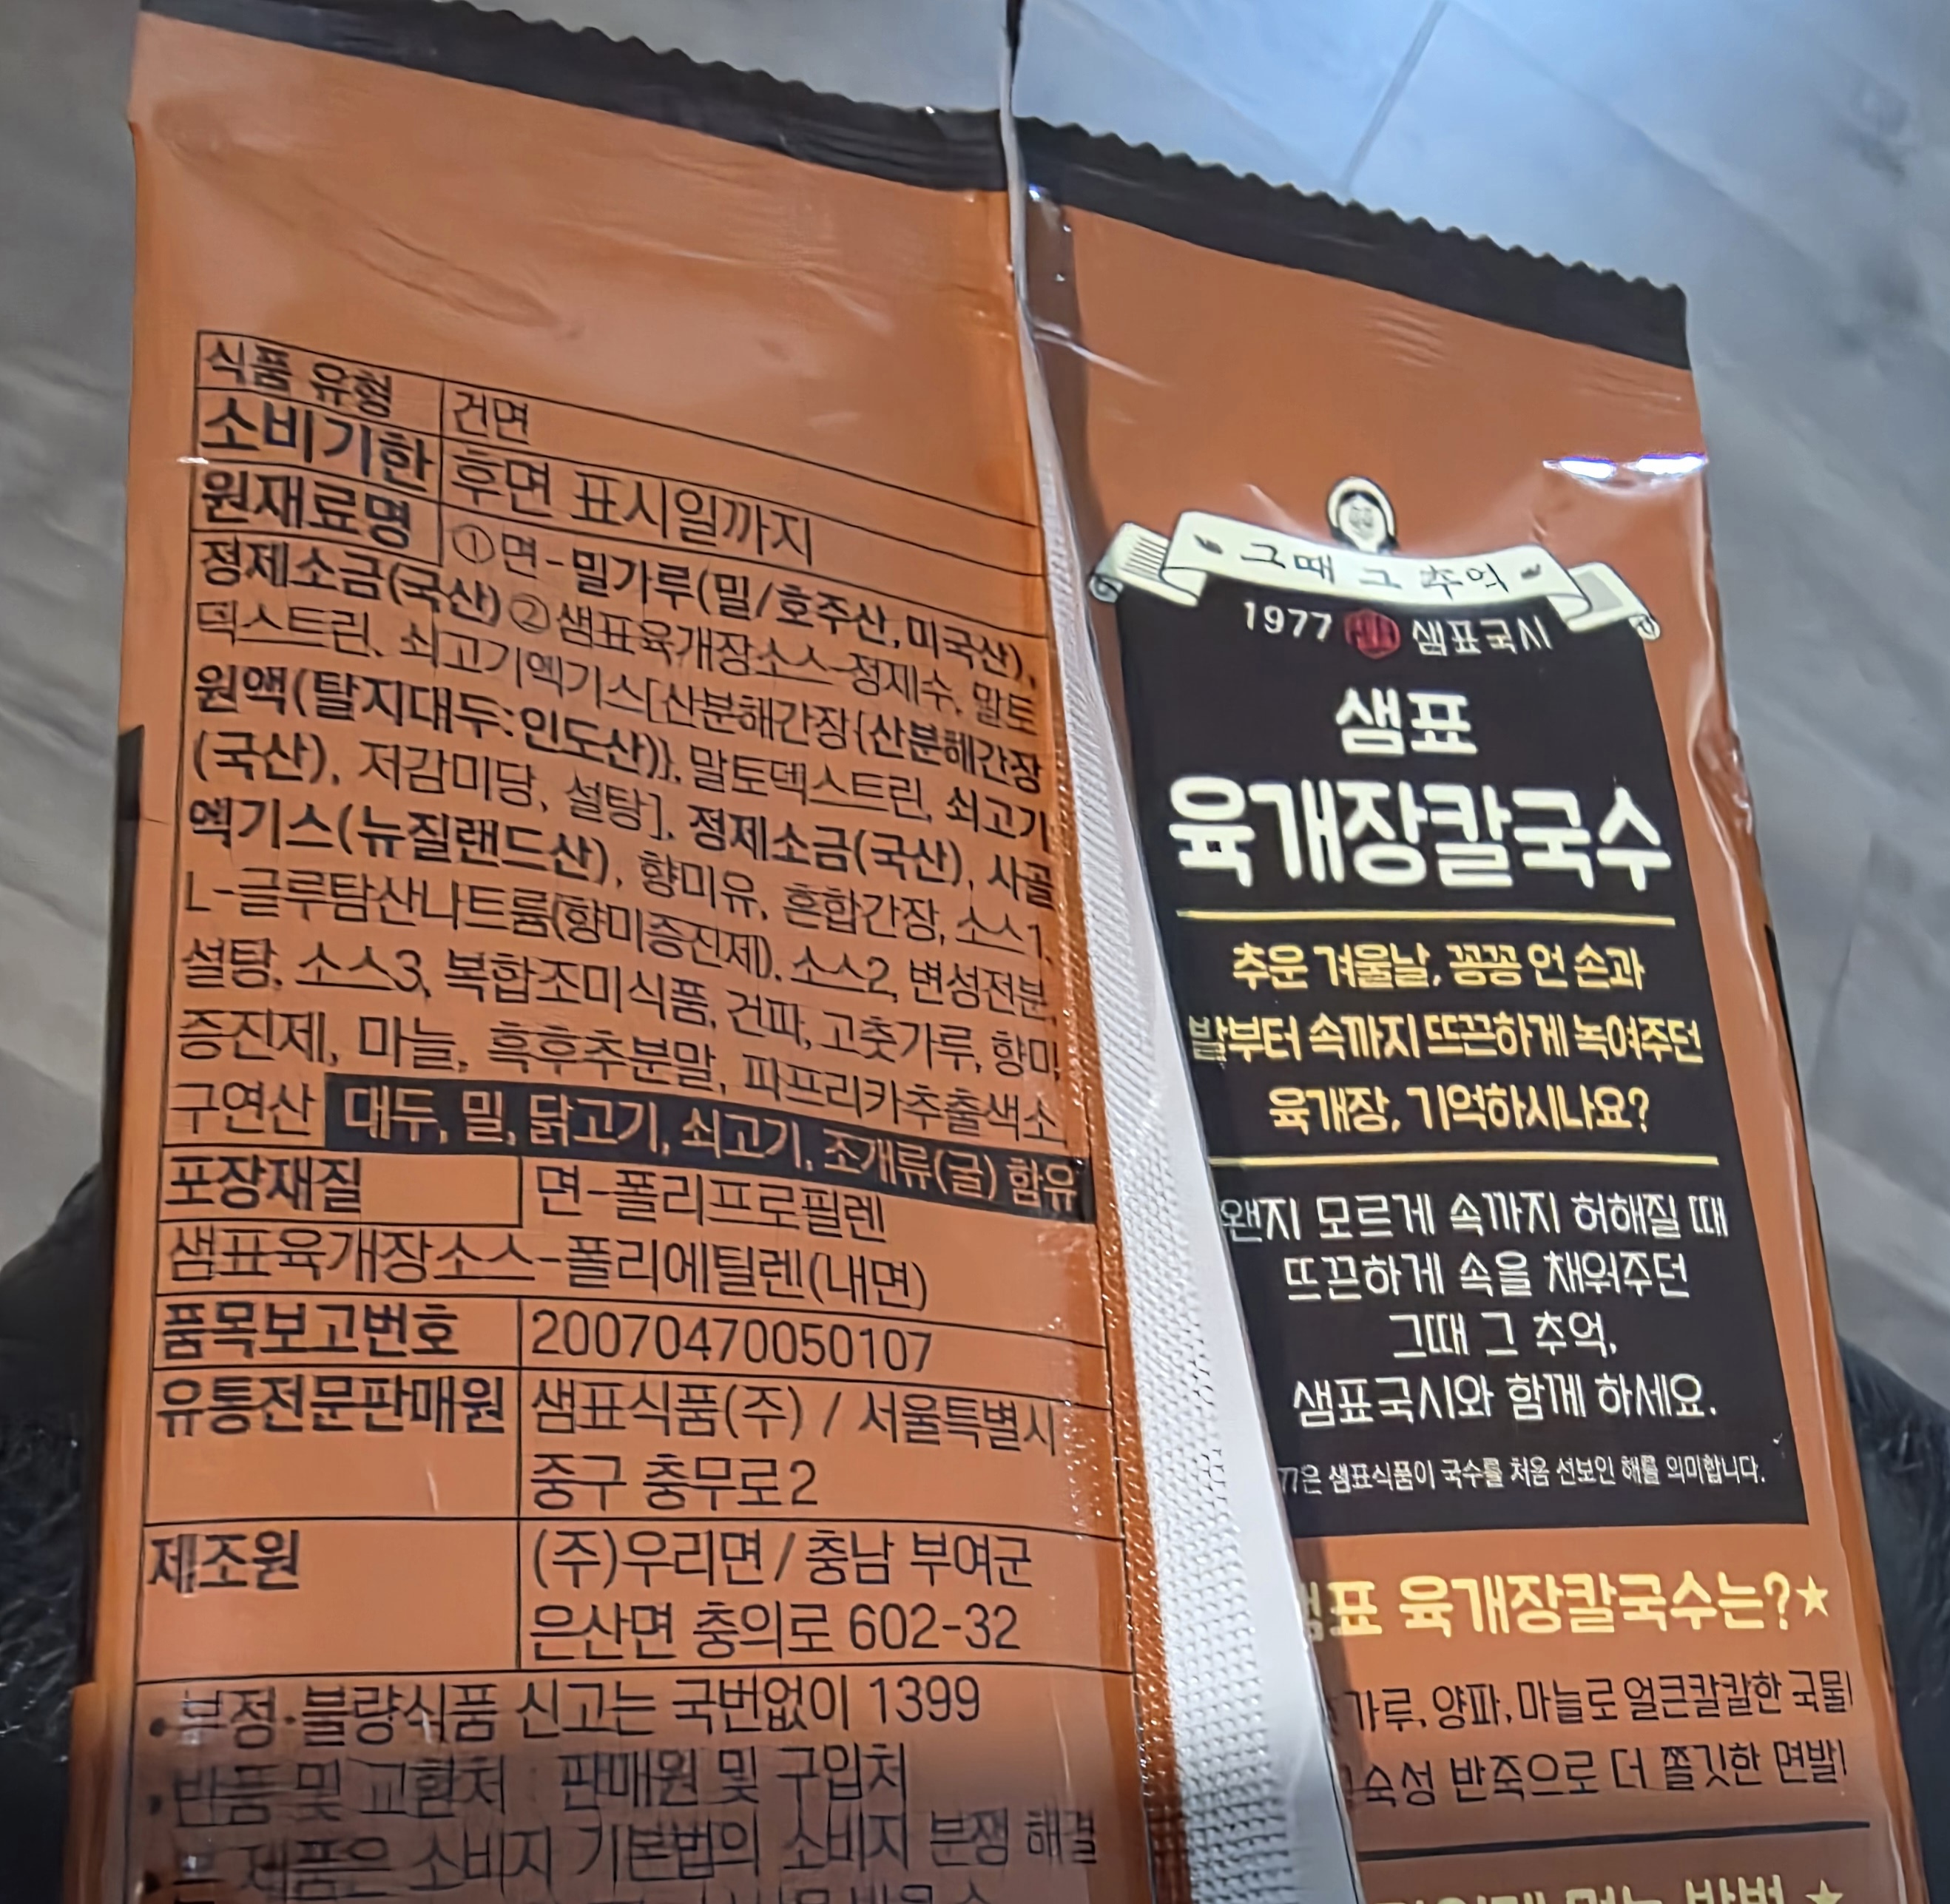 식품 유형 건면
소비기한 후면 표시일까지
원재료명 ①면-밀가루(밀/호주산,미국산),
정제소금(국산) ②샘표육개장소스-정제수, 말토
덱스트린, 쇠고기엑기스[산분해간장{산분해간장
원액(탈지대두:인도산)}, 말토덱스트린, 쇠고기
(국산), 저감미당, 설탕], 정제소금(국산), 사골
엑기스(뉴질랜드산), 향미유, 혼합간장, 소스1,
L-글루탐산나트륨(향미증진제), 소스2, 변성전분,
설탕, 소스3, 복합조미식품, 건파, 고춧가루, 향미
증진제, 마늘, 흑후추분말, 파프리카추출색소,
구연산 대두, 밀, 닭고기, 쇠고기, 조개류(굴) 함유
포장재질 면-폴리프로필렌
샘표육개장소스-폴리에틸렌(내면)
품목보고번호 20070470050107
유통전문판매원 샘표식품(주) / 서울특별시
중구 충무로2
제조원 (주)우리면 / 충남 부여군
은산면 충의로 602-32
•부정·불량식품 신고는 국번없이 1399
•반품 및 교환처 : 판매원 및 구입처
•본 제품은 소비자 기본법의 소비자 분쟁 해결
그때 그 추억
1977 샘표국시
샘표
육개장칼국수
추운 겨울날, 꽁꽁 언 손과
발부터 속까지 뜨끈하게 녹여주던
육개장, 기억하시나요?
왠지 모르게 속까지 허해질 때
뜨끈하게 속을 채워주던
그때 그 추억,
샘표국시와 함께 하세요.
샘표식품이 국수를 처음 선보인 해를 의미합니다.
육개장칼국수는?★
가루, 양파, 마늘로 얼큰칼칼한 국물!
숙성 반죽으로 더 쫄깃한 면발!